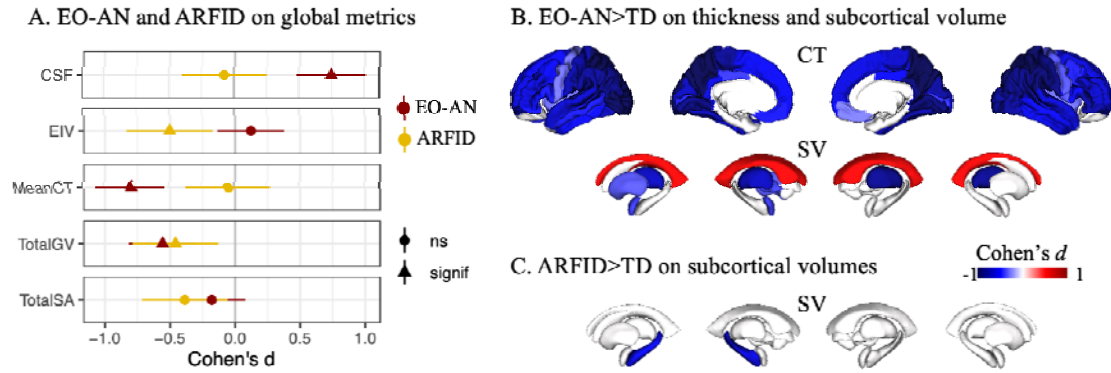 A. EO-AN and ARFID on global metrics
CSF
EIV
MeanCT
TotalGV
TotalSA
−1.0 −0.5 0.0 0.5 1.0
Cohen's d
EO-AN
ARFID
ns
signif
B. EO-AN>TD on thickness and subcortical volume
CT
SV
C. ARFID>TD on subcortical volumes
Cohen's d
-1 1
SV